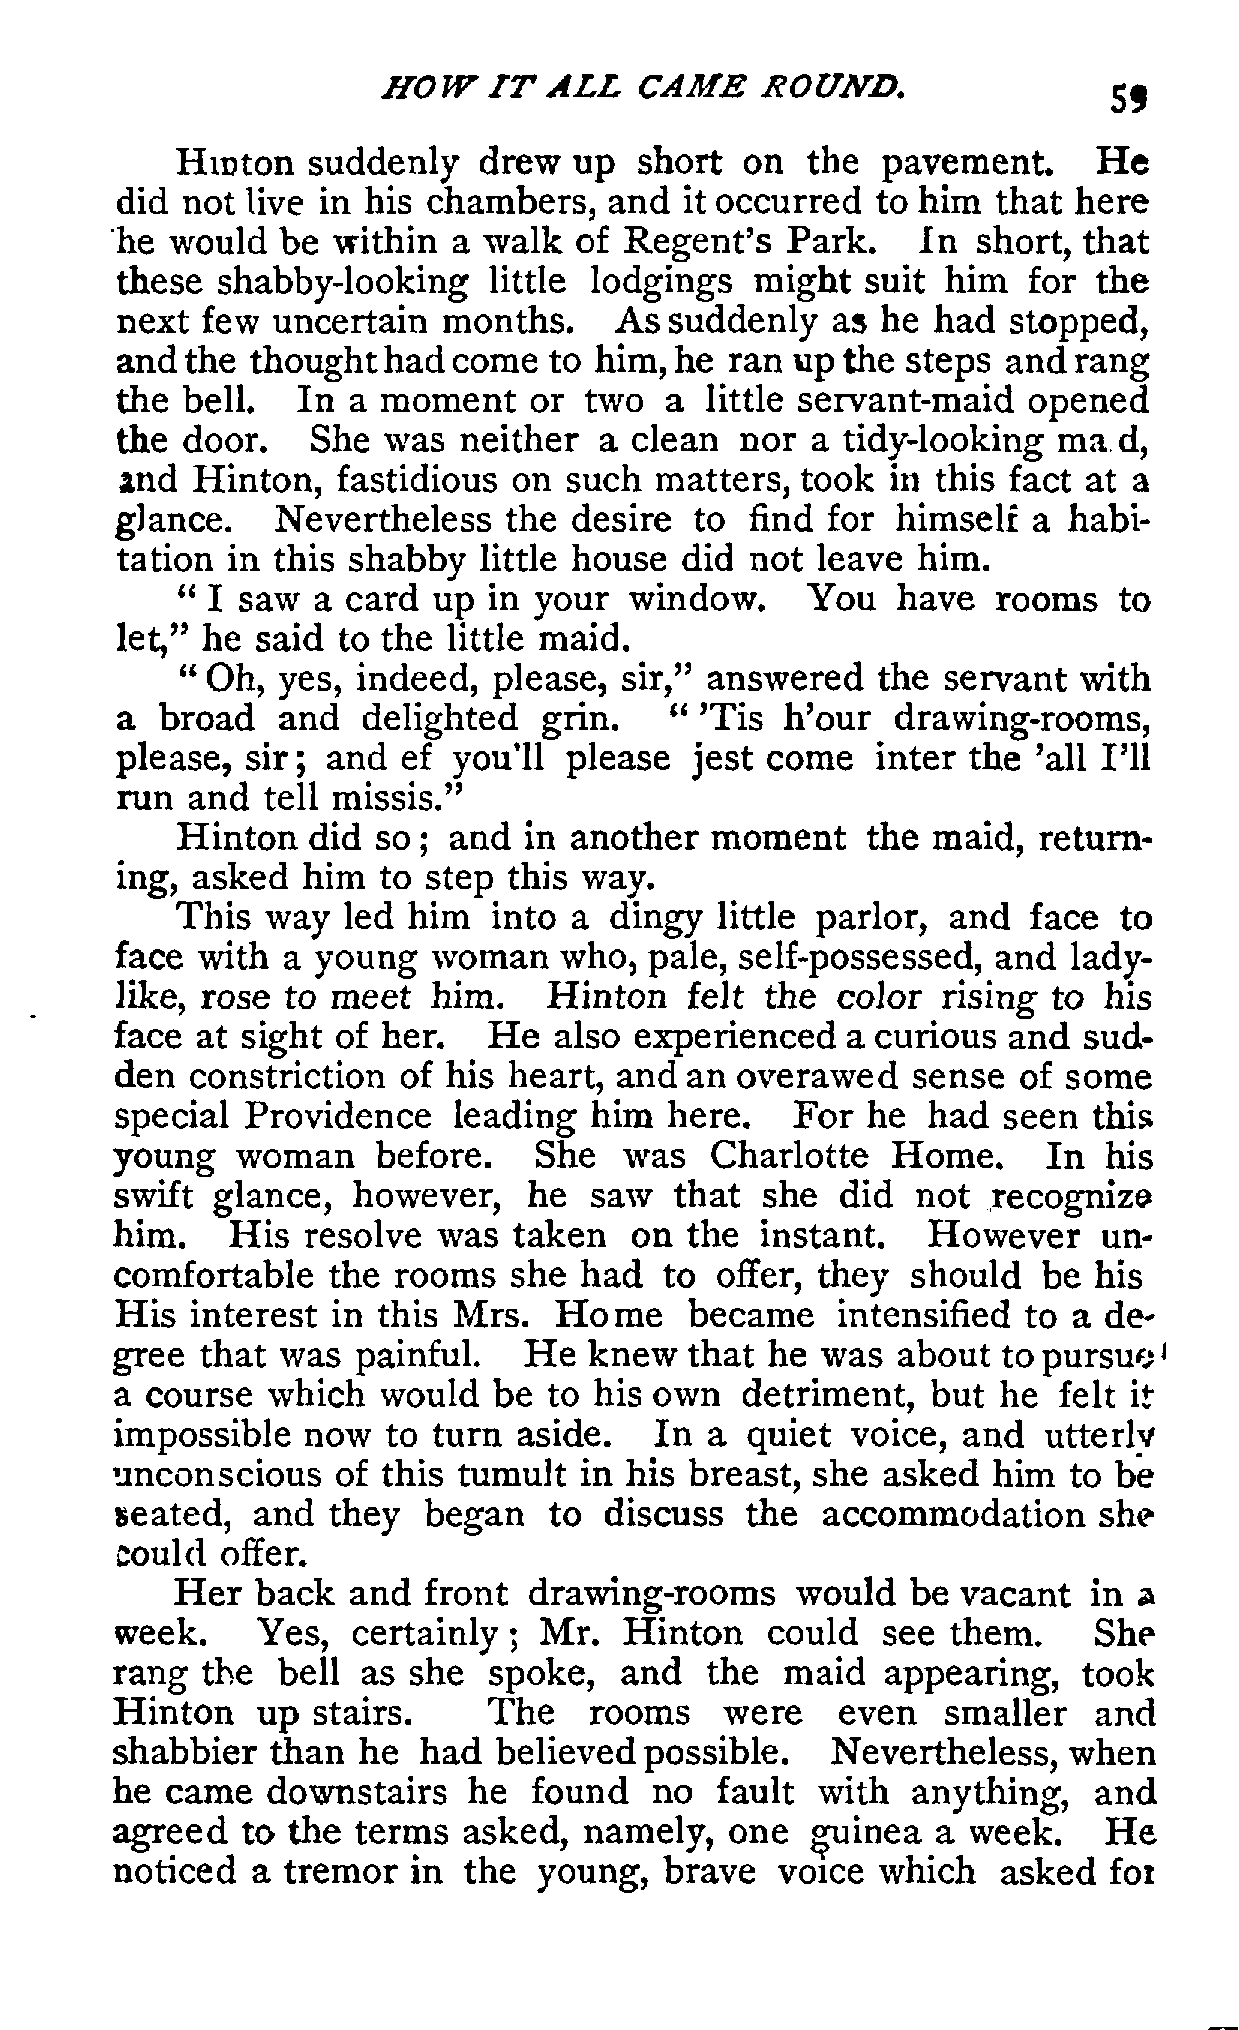 HOW IT ALL CAME ROUND. 59
Hinton suddenly drew up short on the pavement. He
did not live in his chambers, and it occurred to him that here
he would be within a walk of Regent's Park. In short, that
these shabby-looking little lodgings might suit him for the
next few uncertain months. As suddenly as he had stopped,
and the thought had come to him, he ran up the steps and rang
the bell. In a moment or two a little servant-maid opened
the door. She was neither a clean nor a tidy-looking ma d,
and Hinton, fastidious on such matters, took in this fact at a
glance. Nevertheless the desire to find for himself a habi-
tation in this shabby little house did not leave him.
" I saw a card up in your window. You have rooms to
let," he said to the little maid.
" Oh, yes, indeed, please, sir," answered the servant with
a broad and delighted grin. " 'Tis h'our drawing-rooms,
please, sir; and ef you'll please jest come inter the 'all I'll
run and tell missis."
Hinton did so; and in another moment the maid, return-
ing, asked him to step this way.
This way led him into a dingy little parlor, and face to
face with a young woman who, pale, self-possessed, and lady-
like, rose to meet him. Hinton felt the color rising to his
face at sight of her. He also experienced a curious and sud-
den constriction of his heart, and an overawed sense of some
special Providence leading him here. For he had seen this
young woman before. She was Charlotte Home. In his
swift glance, however, he saw that she did not recognize
him. His resolve was taken on the instant. However un-
comfortable the rooms she had to offer, they should be his
His interest in this Mrs. Home became intensified to a de-
gree that was painful. He knew that he was about to pursue
a course which would be to his own detriment, but he felt it
impossible now to turn aside. In a quiet voice, and utterly
unconscious of this tumult in his breast, she asked him to be
seated, and they began to discuss the accommodation she
could offer.
Her back and front drawing-rooms would be vacant in a
week. Yes, certainly; Mr. Hinton could see them. She
rang the bell as she spoke, and the maid appearing, took
Hinton up stairs. The rooms were even smaller and
shabbier than he had believed possible. Nevertheless, when
he came downstairs he found no fault with anything, and
agreed to the terms asked, namely, one guinea a week. He
noticed a tremor in the young, brave voice which asked for